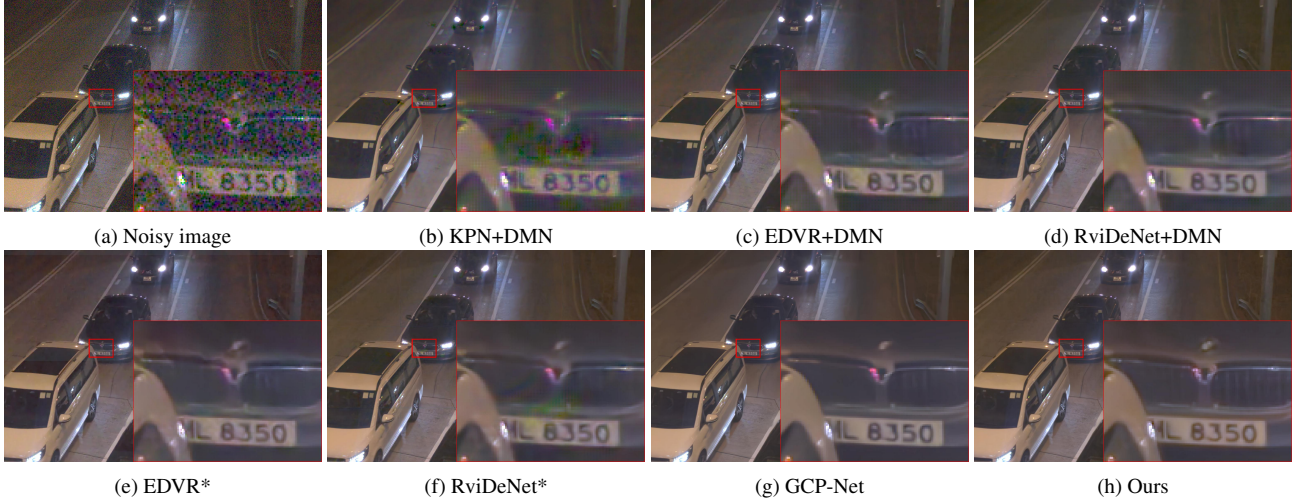 ML 8350
ML 8350
ML 8350
ML 8350
(a) Noisy image
(b) KPN+DMN
(c) EDVR+DMN
(d) RviDeNet+DMN
ML 8350
ML 8350
ML 8350
ML 8350
(e) EDVR*
(f) RviDeNet*
(g) GCP-Net
(h) Ours